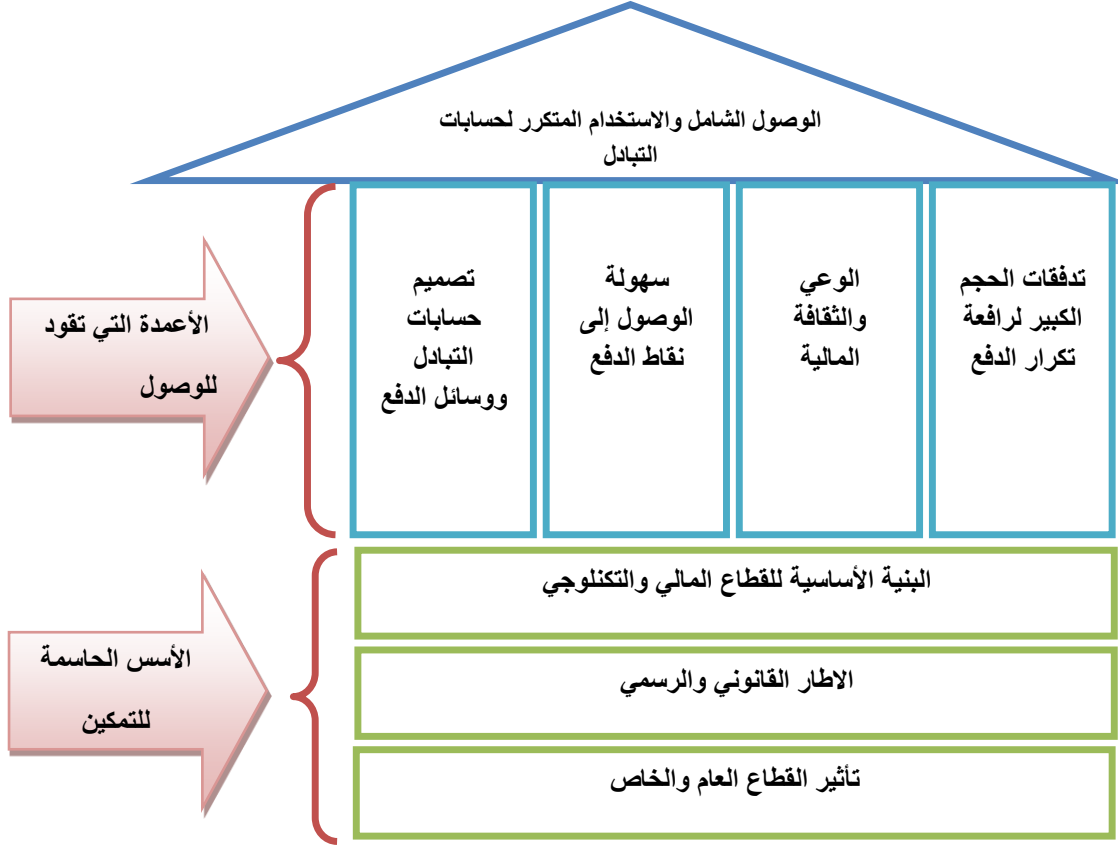 الوصول الشامل والاستخدام المتكرر لحسابات
التبادل
تدفقات الحجم
الكبير لرافعة
تكرار الدفع
الوعي
والثقافة
المالية
سهولة
الوصول إلى
نقاط الدفع
تصميم
حسابات
التبادل
ووسائل الدفع
الأعمدة التي تقود
للوصول
البنية الأساسية للقطاع المالي والتكنلوجي
الاطار القانوني والرسمي
تأثير القطاع العام والخاص
الأسس الحاسمة
للتمكين